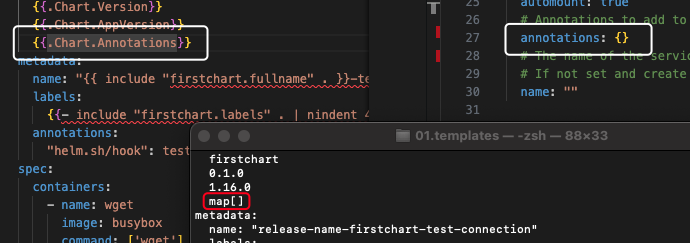 {{.Chart.Version}}
{{.Chart.AppVersion}}
{{.Chart.Annotations}}
metadata:
name: "{{ include "firstchart.fullname" . }}-te
labels:
{{- include "firstchart.labels" . | nindent 4
annotations:
"helm.sh/hook": test
spec:
containers:
- name: wget
image: busybox
command: ['wget']
25 automount: true
26 # Annotations to add to
27 annotations: {}
28 # The name of the servic
29 # If not set and create
30 name: ""
31
01.templates — -zsh — 88×33
firstchart
0.1.0
1.16.0
map[]
metadata:
name: "release-name-firstchart-test-connection"
labels: